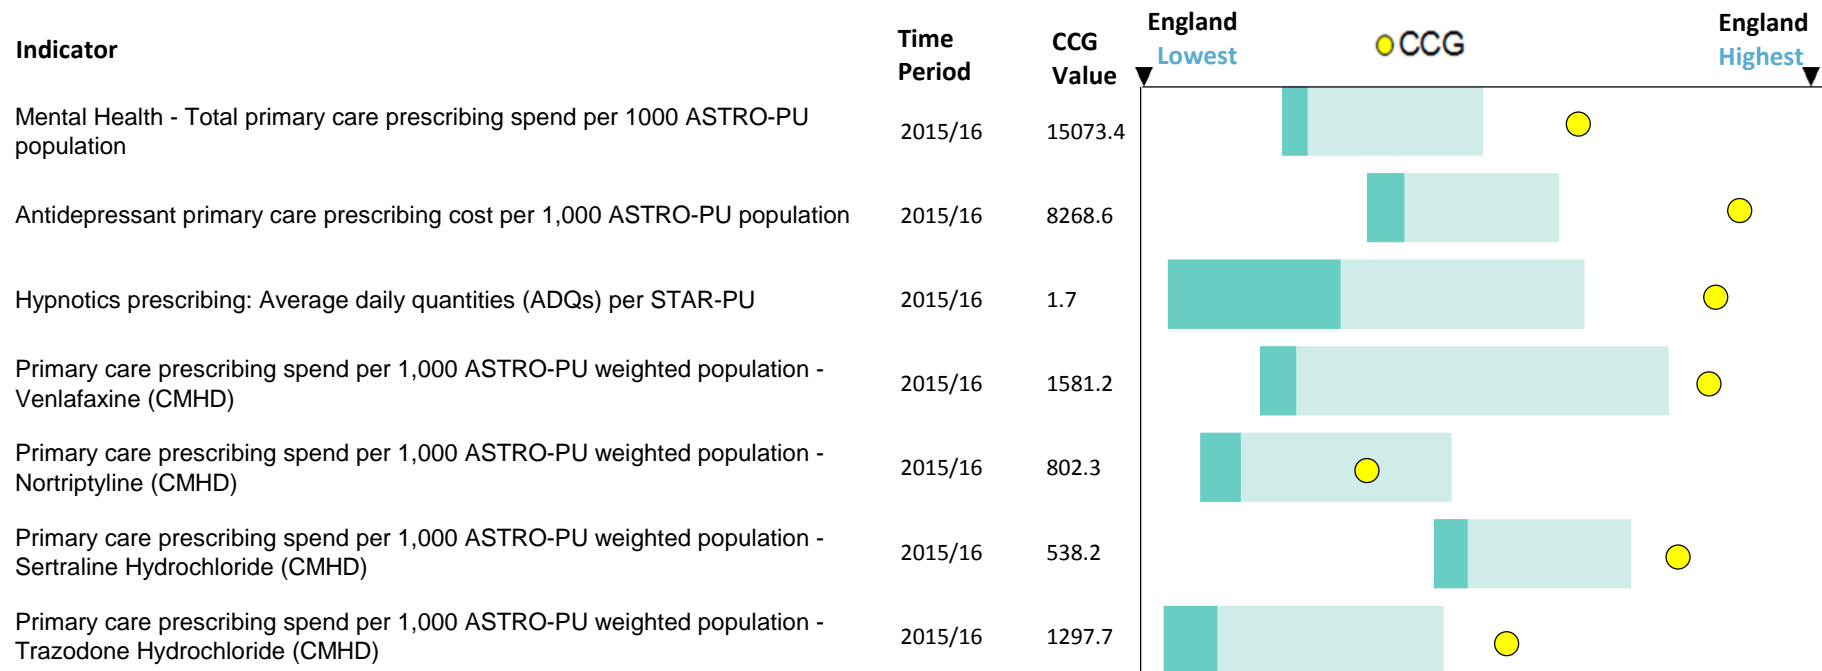 Indicator
Time Period
CCG Value
England Lowest
CCG
England Highest
Mental Health - Total primary care prescribing spend per 1000 ASTRO-PU
population
2015/16
15073.4
Antidepressant primary care prescribing cost per 1,000 ASTRO-PU population
2015/16
8268.6
Hypnotics prescribing: Average daily quantities (ADQs) per STAR-PU
2015/16
1.7
Primary care prescribing spend per 1,000 ASTRO-PU weighted population -
Venlafaxine (CMHD)
2015/16
1581.2
Primary care prescribing spend per 1,000 ASTRO-PU weighted population -
Nortriptyline (CMHD)
2015/16
802.3
Primary care prescribing spend per 1,000 ASTRO-PU weighted population -
Sertraline Hydrochloride (CMHD)
2015/16
538.2
Primary care prescribing spend per 1,000 ASTRO-PU weighted population -
Trazodone Hydrochloride (CMHD)
2015/16
1297.7